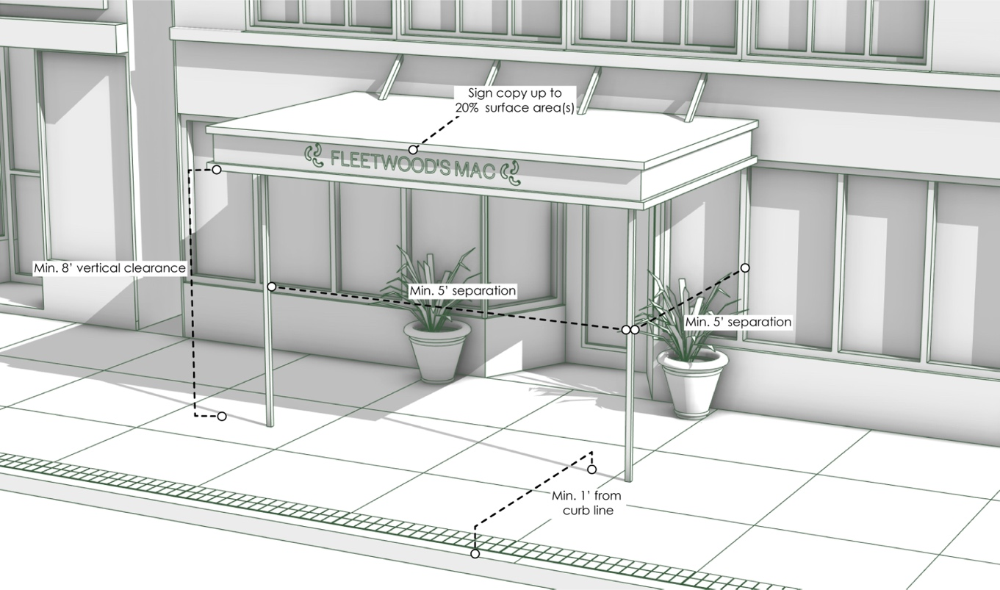 Sign copy up to
20% surface area(s)
FLEETWOOD'S MAC
Min. 8' vertical clearance
Min. 5' separation
Min. 5' separation
Min. 1' from
curb line